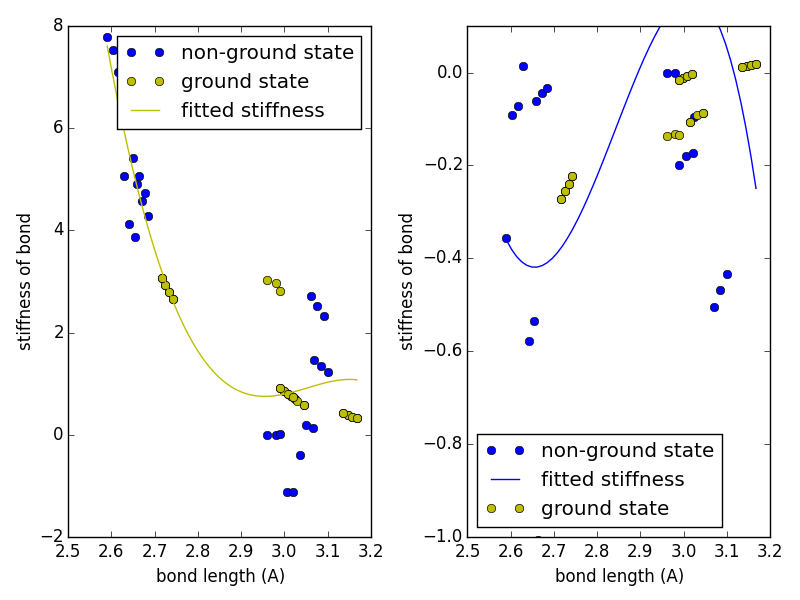 8
6
4
2
0
−2
2.5 2.6 2.7 2.8 2.9 3.0 3.1 3.2
bond length (A)
stiffness of bond
non-ground state
ground state
fitted stiffness
0.0
−0.2
−0.4
−0.6
−0.8
−1.0
2.5 2.6 2.7 2.8 2.9 3.0 3.1 3.2
bond length (A)
stiffness of bond
non-ground state
fitted stiffness
ground state